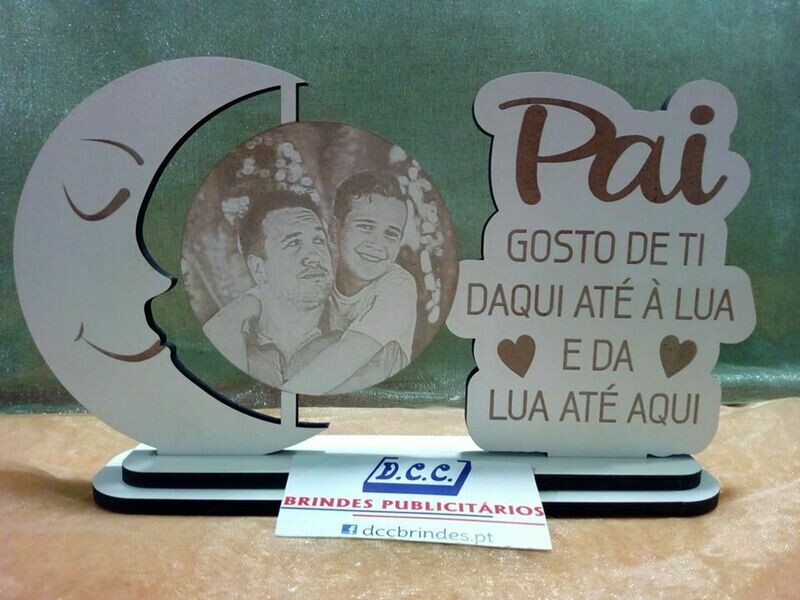 Pai
GOSTO DE TI
DAQUI ATÉ À LUA
E DA
LUA ATÉ AQUI
D.C.C.
BRINDES PUBLICITÁRIOS
dccbrindes.pt